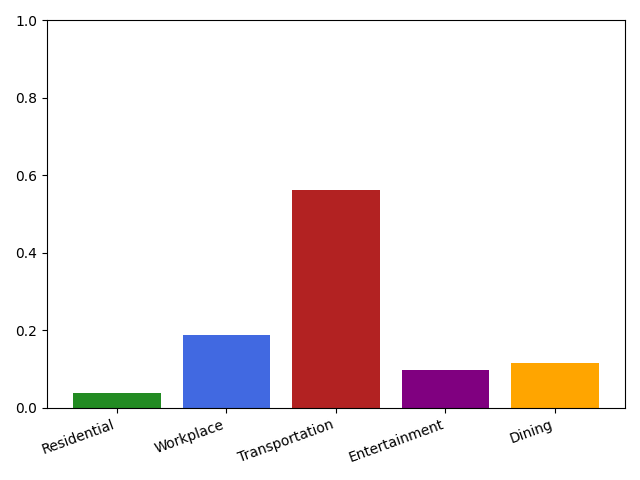 1.0
0.8
0.6
0.4
0.2
0.0
Residential
Workplace
Transportation
Entertainment
Dining